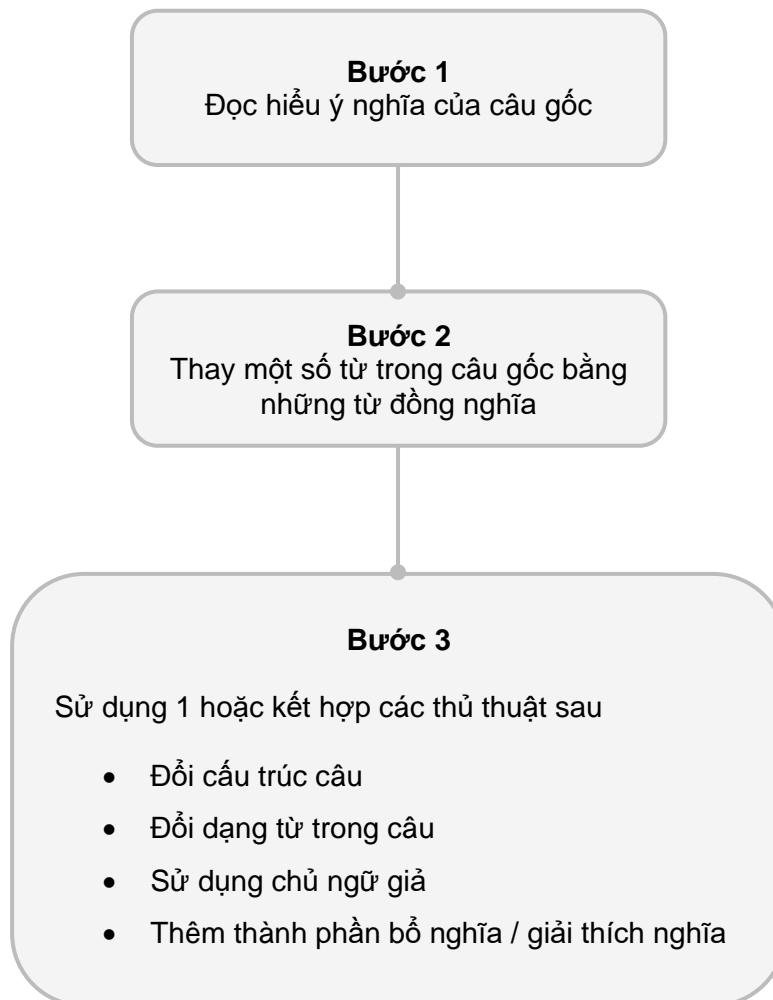 Bước 1
Đọc hiểu ý nghĩa của câu gốc
Bước 2
Thay một số từ trong câu gốc bằng
những từ đồng nghĩa
Bước 3
Sử dụng 1 hoặc kết hợp các thủ thuật sau
• Đổi cấu trúc câu
• Đổi dạng từ trong câu
• Sử dụng chủ ngữ giả
• Thêm thành phần bổ nghĩa / giải thích nghĩa